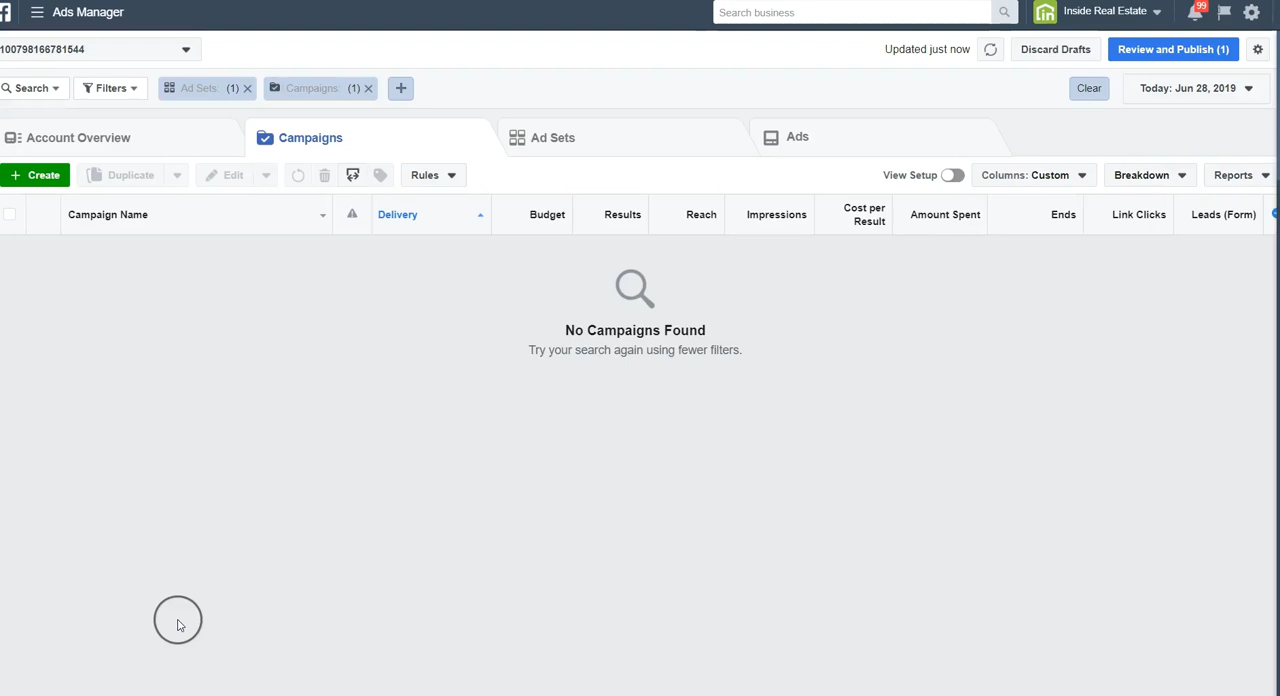 Ads Manager
Search business
Inside Real Estate
99
100798166781544
Updated just now
Discard Drafts
Review and Publish (1)
Search
Filters
Ad Sets (1)
Campaigns (1)
Clear
Today: Jun 28, 2019
Account Overview
Campaigns
Ad Sets
Ads
+ Create
Duplicate
Edit
Rules
View Setup
Columns: Custom
Breakdown
Reports
Campaign Name
Delivery
Budget
Results
Reach
Impressions
Cost per
Result
Amount Spent
Ends
Link Clicks
Leads (Form)
No Campaigns Found
Try your search again using fewer filters.